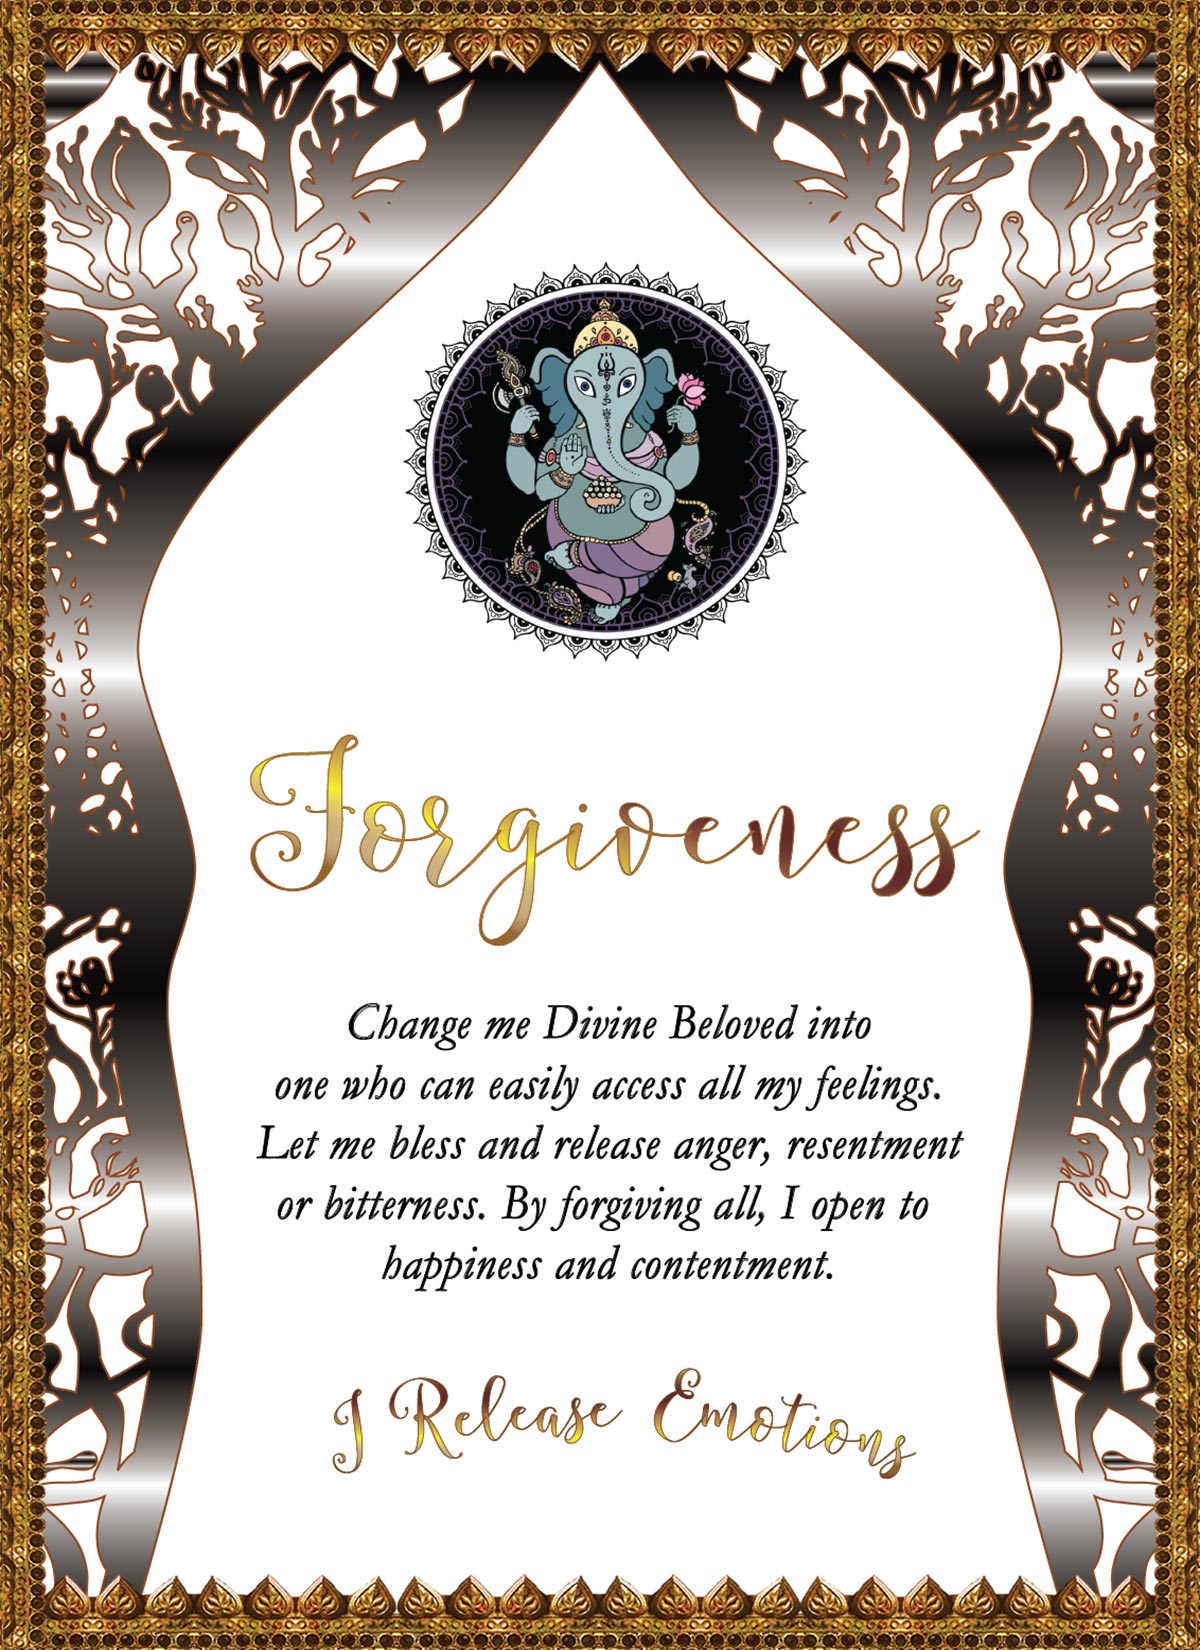 Forgiveness
Change me Divine Beloved into
one who can easily access all my feelings.
Let me bless and release anger, resentment
or bitterness. By forgiving all, I open to
happiness and contentment.
I Release Emotions